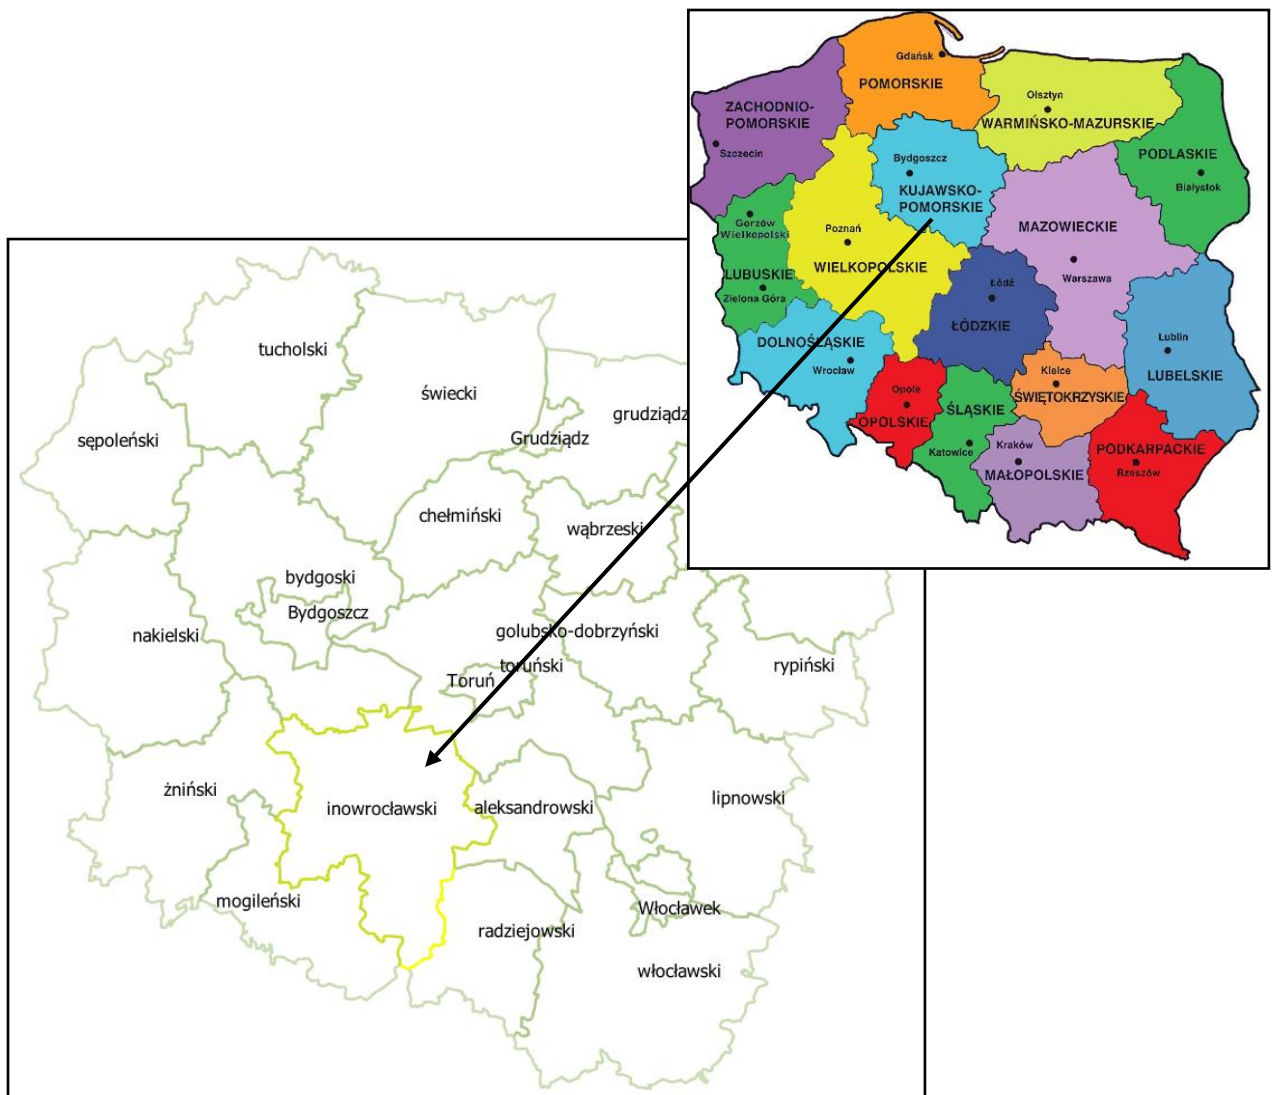 Gdańsk
POMORSKIE
ZACHODNIO-
POMORSKIE
Szczecin
Olsztyn
WARMIŃSKO-MAZURSKIE
PODLASKIE
Białystok
Bydgoszcz
KUJAWSKO-
POMORSKIE
Gorzów
Wielkopolski
LUBUSKIE
Zielona Góra
Poznań
WIELKOPOLSKIE
MAZOWIECKIE
Warszawa
Łódź
ŁÓDZKIE
DOLNOŚLĄSKIE
Wrocław
Lublin
LUBELSKIE
Opole
OPOLSKIE
ŚLĄSKIE
Katowice
Kielce
ŚWIĘTOKRZYSKIE
Kraków
MAŁOPOLSKIE
PODKARPACKIE
Rzeszów
tucholski
świecki
sępoleński
grudziądz
Grudziądz
chełmiński
wąbrzeski
bydgoski
Bydgoszcz
nakielski
golubsko-dobrzyński
toruński
Toruń
rypiński
żniński
inowrocławski
aleksandrowski
lipnowski
mogileński
radziejowski
Włocławek
włocławski